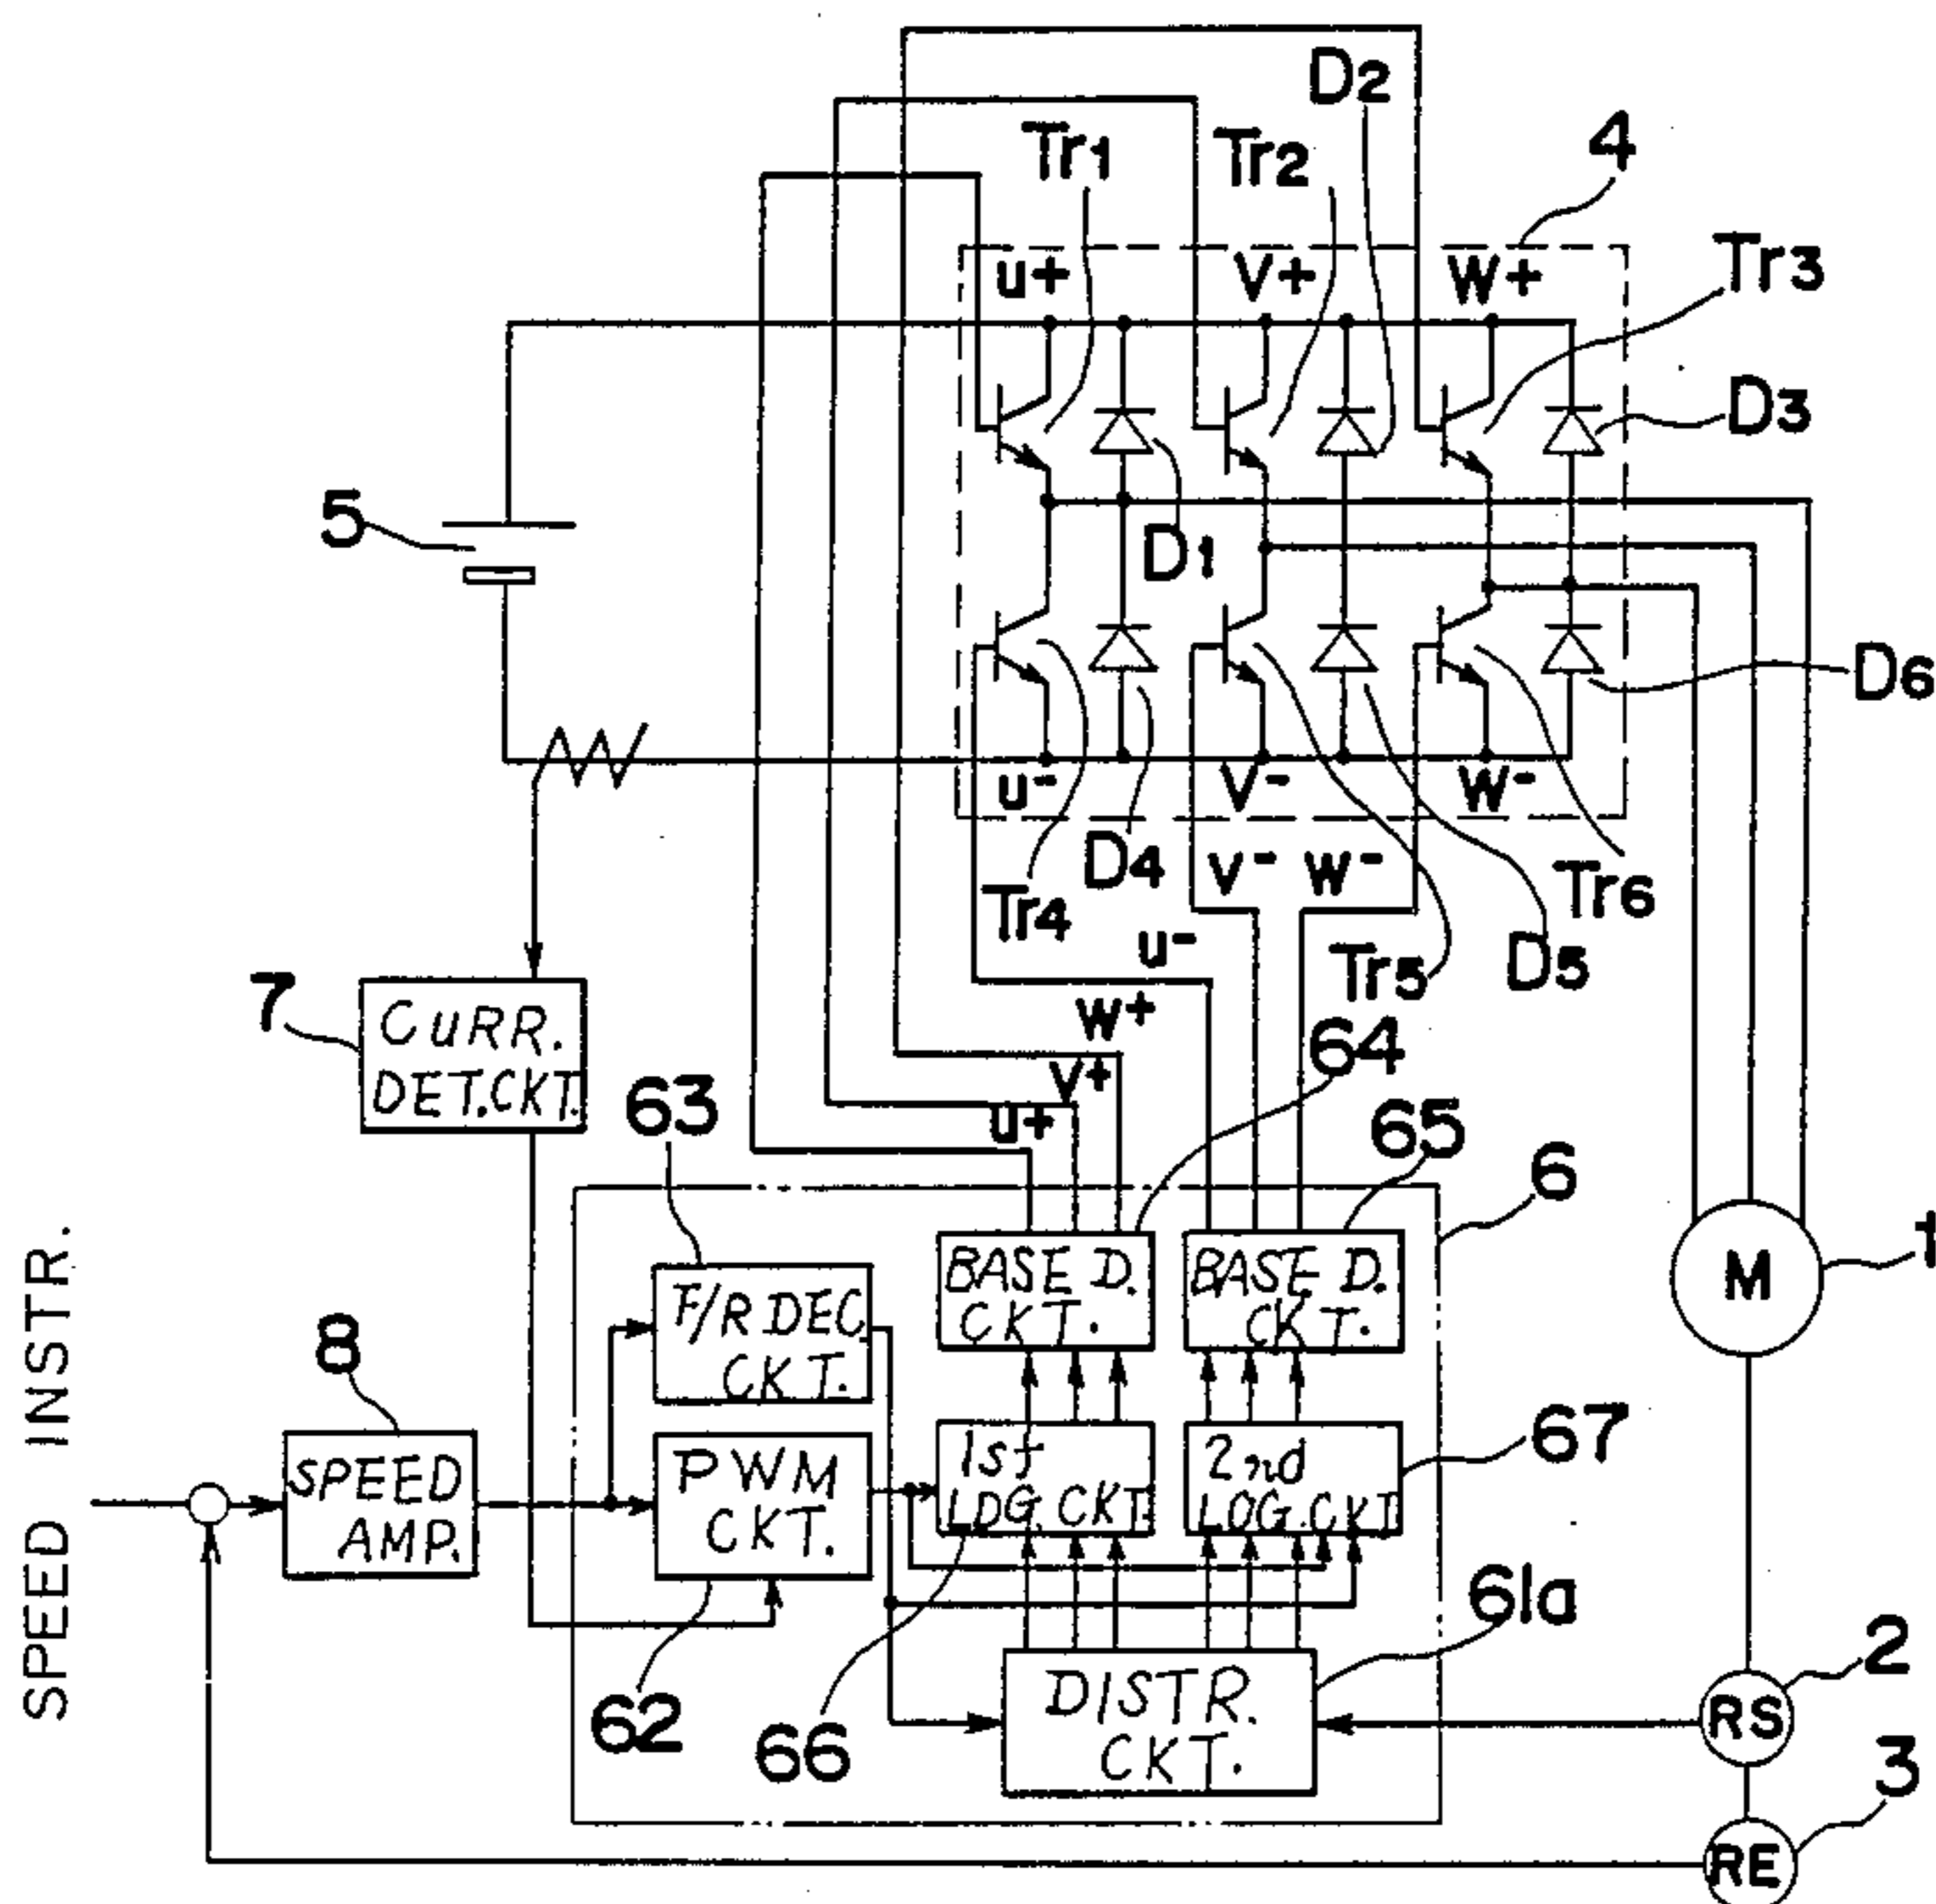 D2
Tr1
Tr2
4
Tr3
u+
V+
W+
D3
5
D1
D6
u-
V-
W-
D4
V-
W-
Tr4
Tr6
u-
Tr5
D5
7
CURR.
DET.CKT.
W+
64
V+
63
u+
65
6
SPEED INSTR.
BASE D.
CKT.
BASE D.
CKT.
M
1
F/R DEC
CKT.
8
67
SPEED
AMP.
PWM
CKT.
1st
LOG.CKT.
2nd
LOG.CKT
61a
62
66
DISTR.
CKT.
2
RS
3
RE